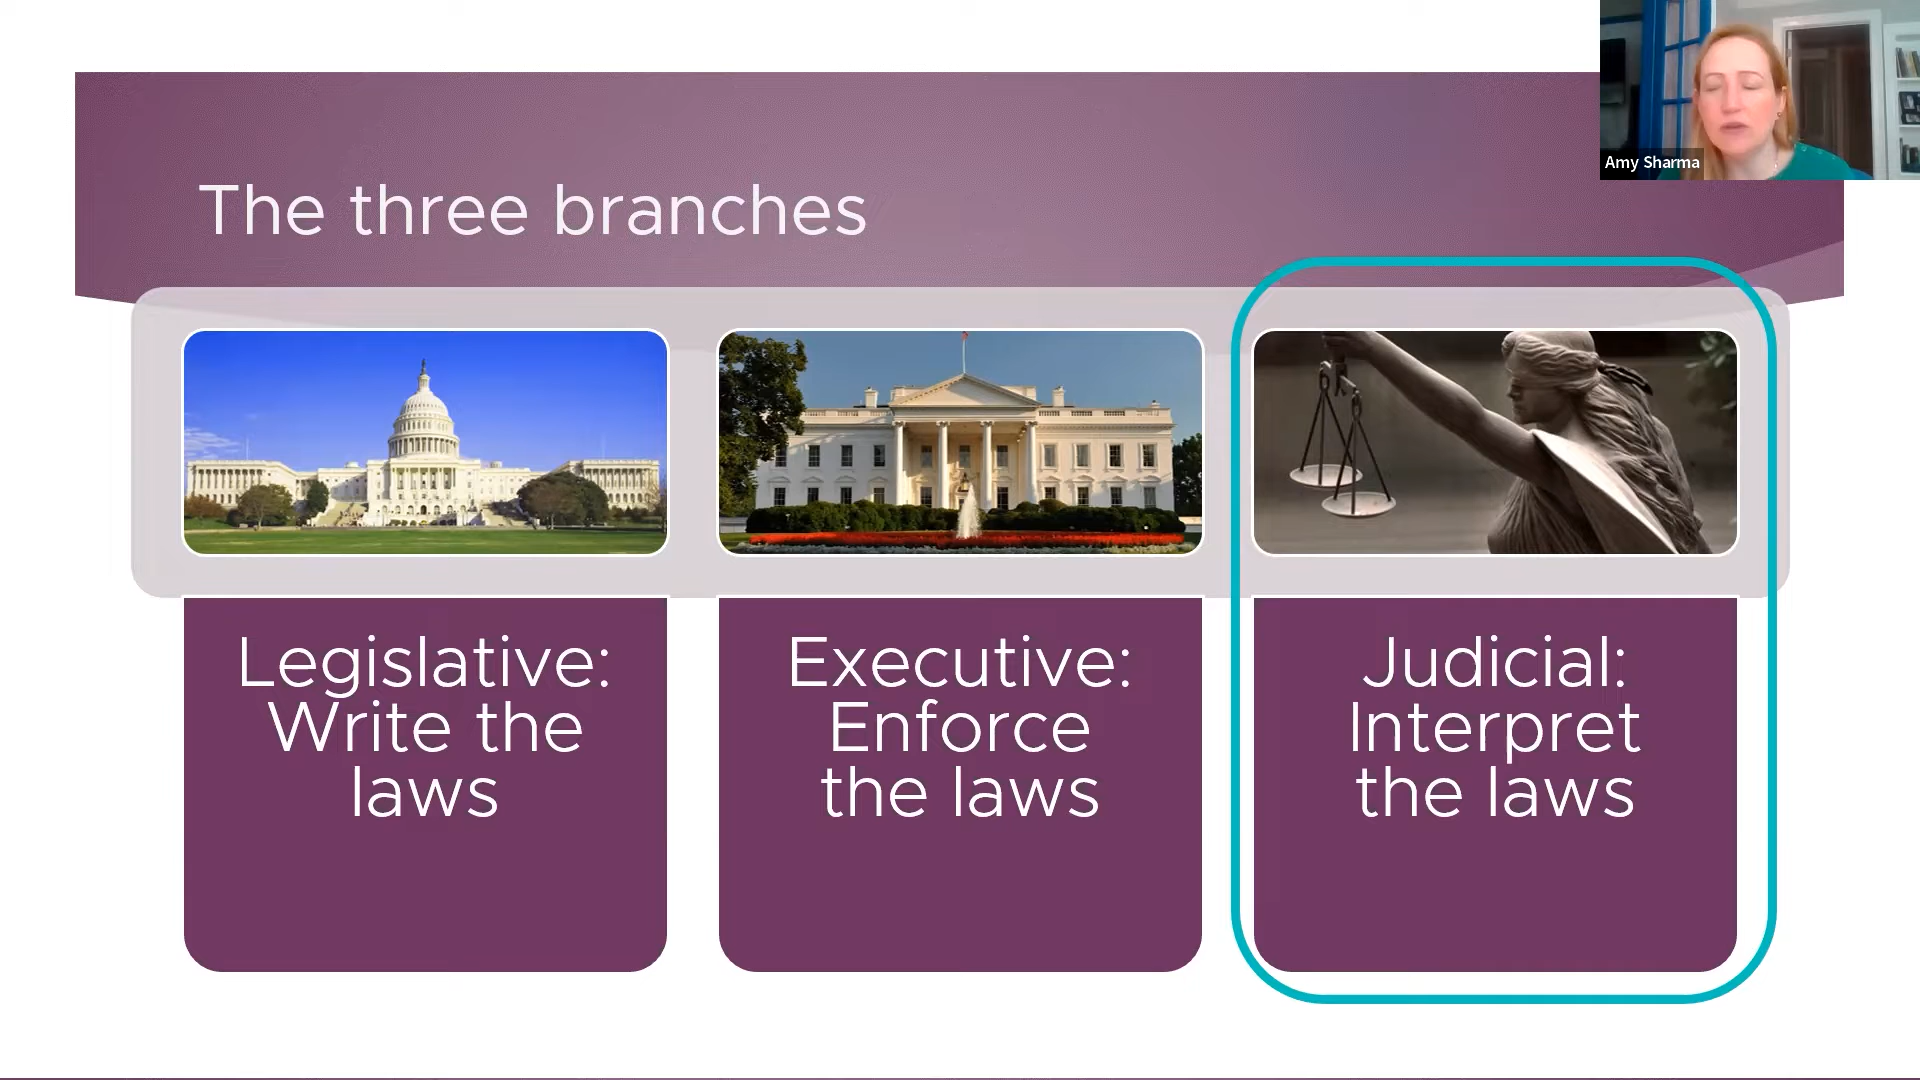 Amy Sharma
The three branches
Legislative:
Write the
laws
Executive:
Enforce
the laws
Judicial:
Interpret
the laws